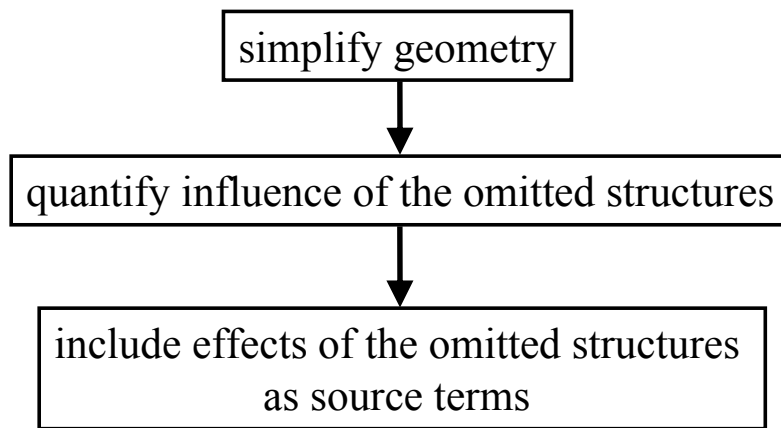 simplify geometry
quantify influence of the omitted structures
include effects of the omitted structures
as source terms